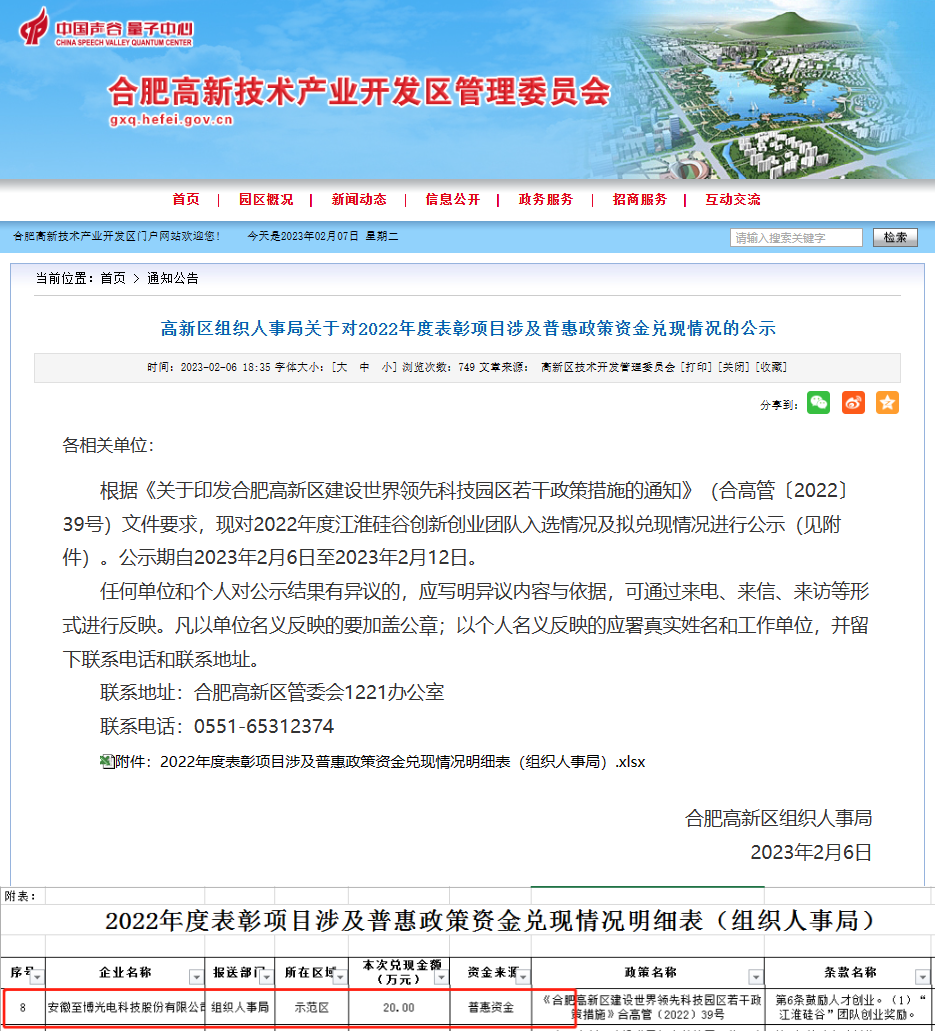 中国声谷 量子中心
CHINA SPEECH VALLEY QUANTUM CENTER
合肥高新技术产业开发区管理委员会
gxq.hefei.gov.cn
首页 | 园区概况 | 新闻动态 | 信息公开 | 政务服务 | 招商服务 | 互动交流
合肥高新技术产业开发区门户网站欢迎您! 今天是2023年02月07日 星期二 请输入搜索关键字 检索
当前位置：首页 > 通知公告
高新区组织人事局关于对2022年度表彰项目涉及普惠政策资金兑现情况的公示
时间：2023-02-06 18:35 字体大小：[大 中 小] 浏览次数：749 文章来源： 高新区技术开发管理委员会 [打印] [关闭] [收藏]
分享到：
各相关单位：
根据《关于印发合肥高新区建设世界领先科技园区若干政策措施的通知》（合高管〔2022〕
39号）文件要求，现对2022年度江淮硅谷创新创业团队入选情况及拟兑现情况进行公示（见附
件）。公示期自2023年2月6日至2023年2月12日。
任何单位和个人对公示结果有异议的，应写明异议内容与依据，可通过来电、来信、来访等形
式进行反映。凡以单位名义反映的要加盖公章；以个人名义反映的应署真实姓名和工作单位，并留
下联系电话和联系地址。
联系地址：合肥高新区管委会1221办公室
联系电话：0551-65312374
附件：2022年度表彰项目涉及普惠政策资金兑现情况明细表（组织人事局）.xlsx
合肥高新区组织人事局
2023年2月6日
附表：
2022年度表彰项目涉及普惠政策资金兑现情况明细表（组织人事局）
序号 企业名称 报送部门 所在区域 本次兑现金额（万元） 资金来源 政策名称 条款名称
8 安徽至博光电科技股份有限公司 组织人事局 示范区 20.00 普惠资金 《合肥高新区建设世界领先科技园区若干政策措施》合高管（2022）39号 第6条鼓励人才创业。（1）“江淮硅谷”团队创业奖励。